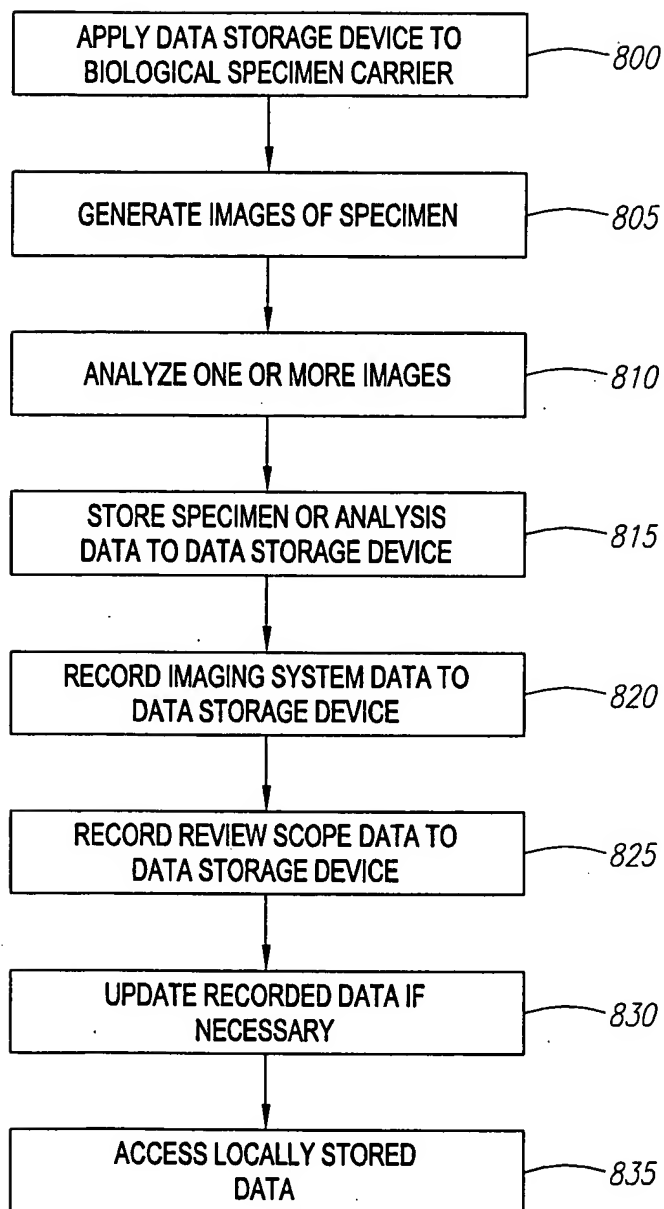 APPLY DATA STORAGE DEVICE TO
BIOLOGICAL SPECIMEN CARRIER
800
GENERATE IMAGES OF SPECIMEN
805
ANALYZE ONE OR MORE IMAGES
810
STORE SPECIMEN OR ANALYSIS
DATA TO DATA STORAGE DEVICE
815
RECORD IMAGING SYSTEM DATA TO
DATA STORAGE DEVICE
820
RECORD REVIEW SCOPE DATA TO
DATA STORAGE DEVICE
825
UPDATE RECORDED DATA IF
NECESSARY
830
ACCESS LOCALLY STORED
DATA
835